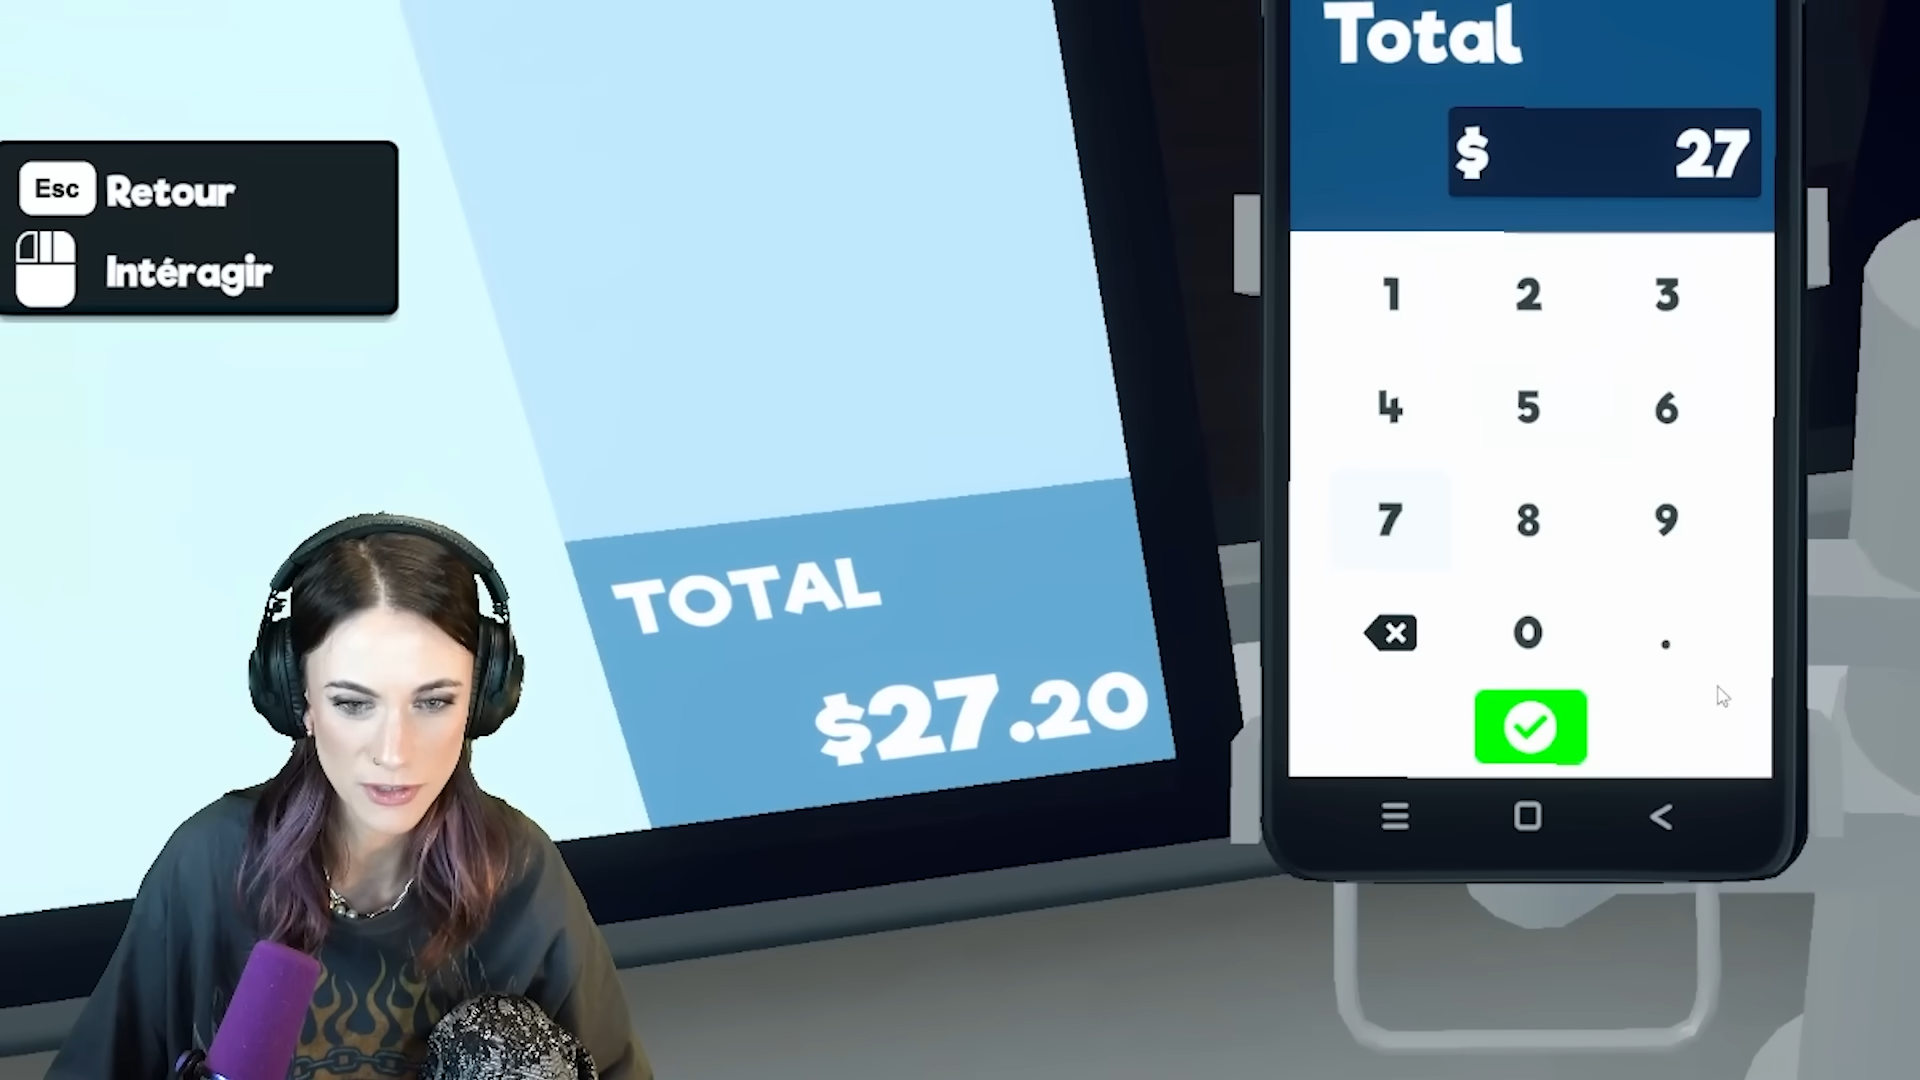 Esc Retour
Intéragir
TOTAL
$27.20
Total
$ 27
1 2 3
4 5 6
7 8 9
0 .